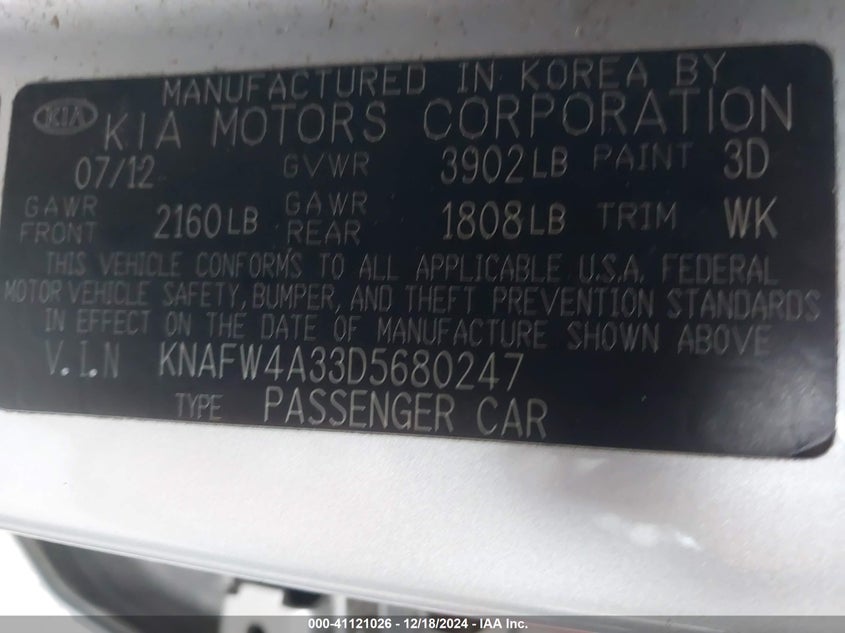 MANUFACTURED IN KOREA BY
KIA KIA MOTORS CORPORATION
07/12 GVWR 3902LB PAINT 3D
GAWR FRONT 2160LB GAWR REAR 1808LB TRIM WK
THIS VEHICLE CONFORMS TO ALL APPLICABLE U.S.A. FEDERAL
MOTOR VEHICLE SAFETY, BUMPER, AND THEFT PREVENTION STANDARDS
IN EFFECT ON THE DATE OF MANUFACTURE SHOWN ABOVE
V.I.N KNAFW4A33D5680247
TYPE PASSENGER CAR
000-41121026 - 12/18/2024 - IAA Inc.